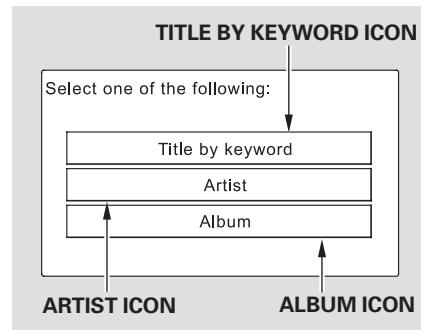 TITLE BY KEYWORD ICON
Select one of the following:
Title by keyword
Artist
Album
ARTIST ICON
ALBUM ICON